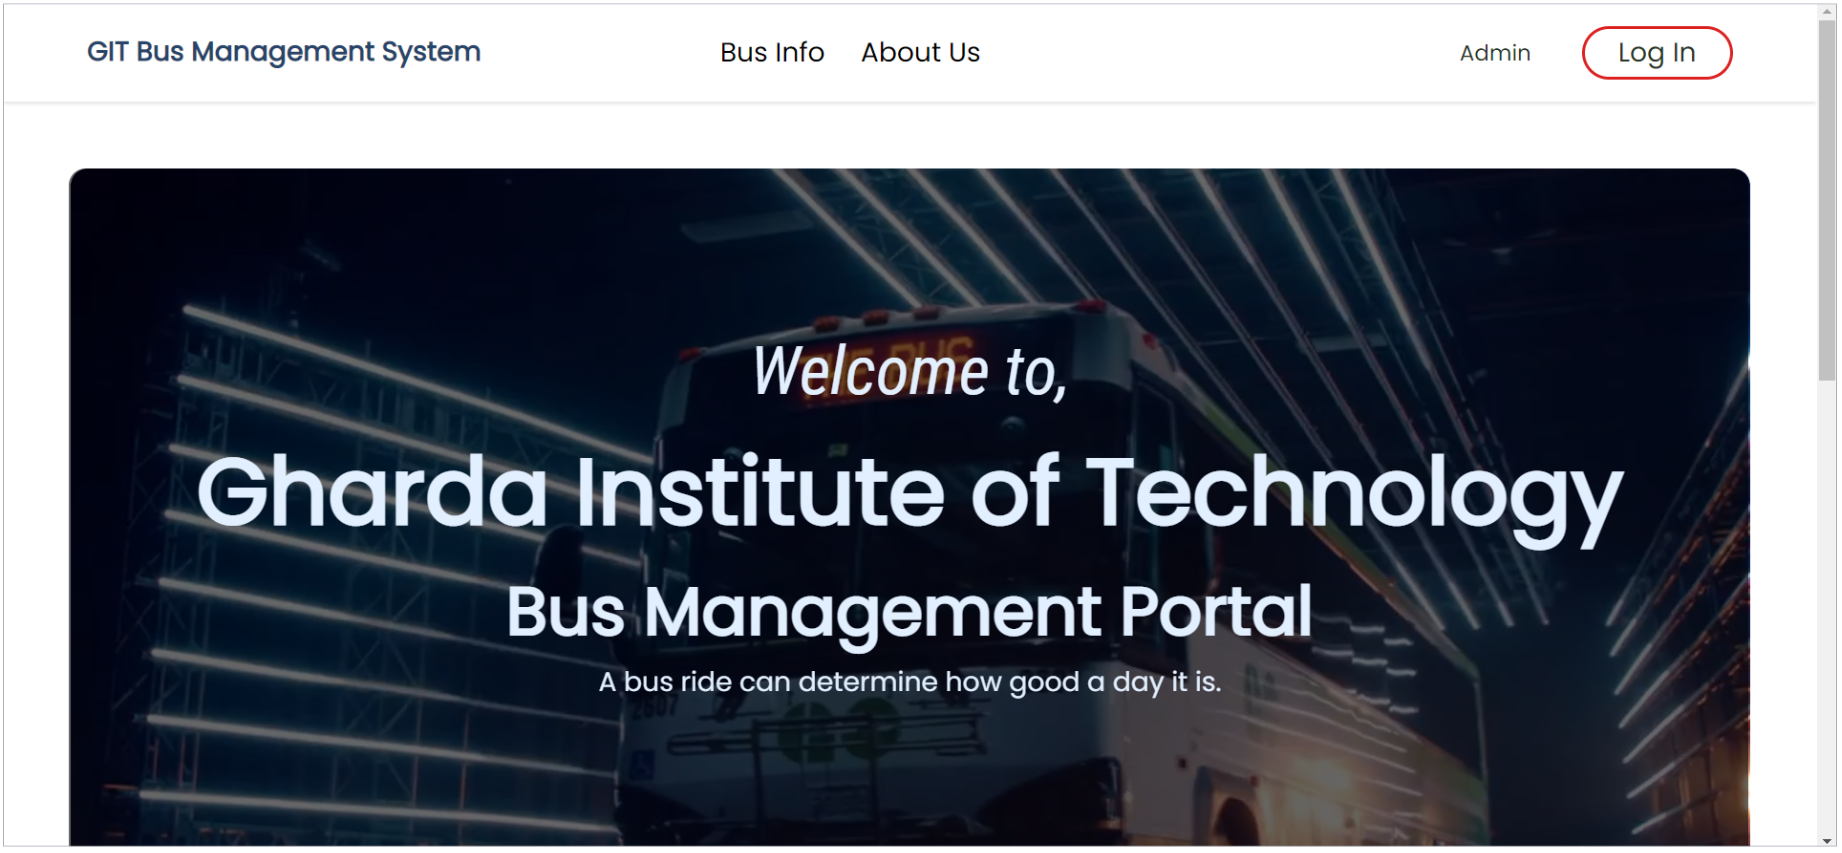 GIT Bus Management System
Bus Info
About Us
Admin
Log In
Welcome to,
Gharda Institute of Technology
Bus Management Portal
A bus ride can determine how good a day it is.
2607